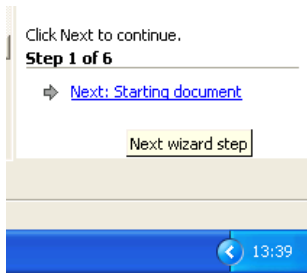 Click Next to continue.
Step 1 of 6
Next: Starting document
Next wizard step
13:39